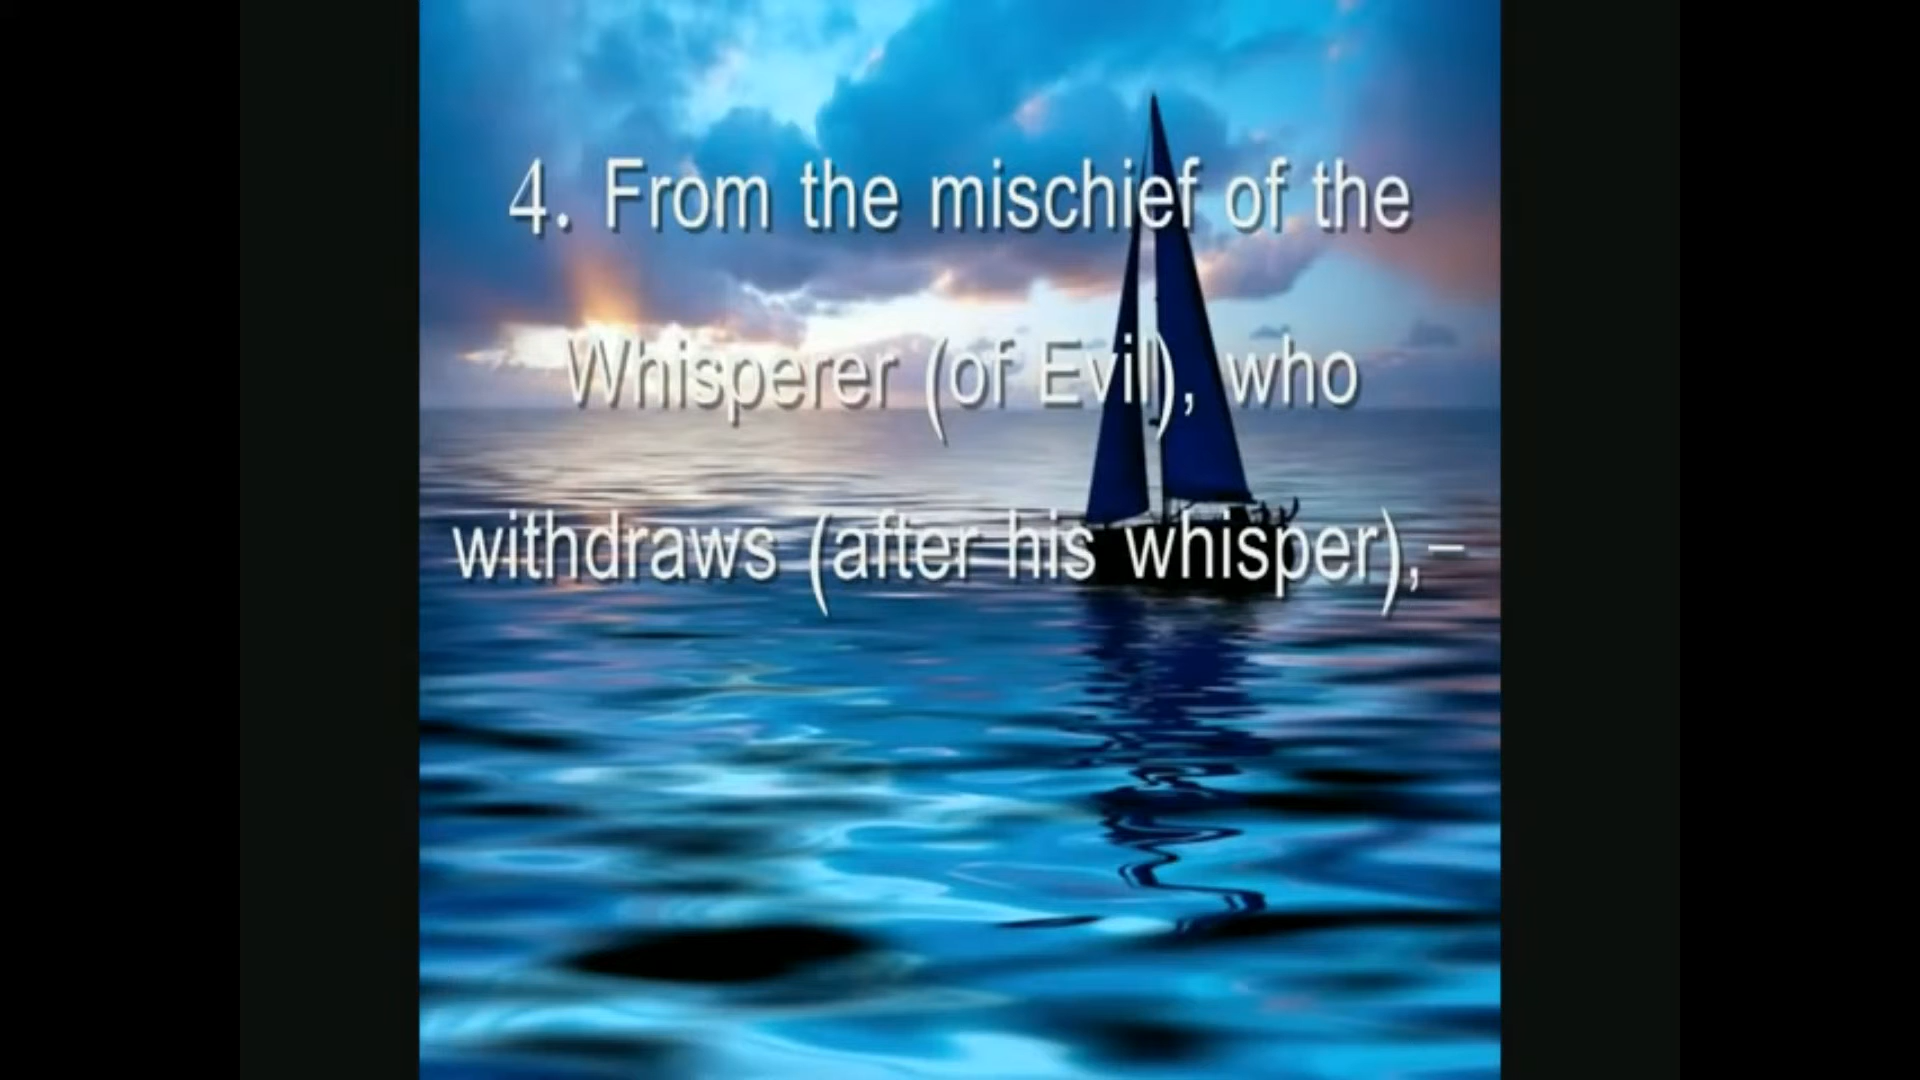 4. From the mischief of the
Whisperer (of Evil), who
withdraws (after his whisper),–